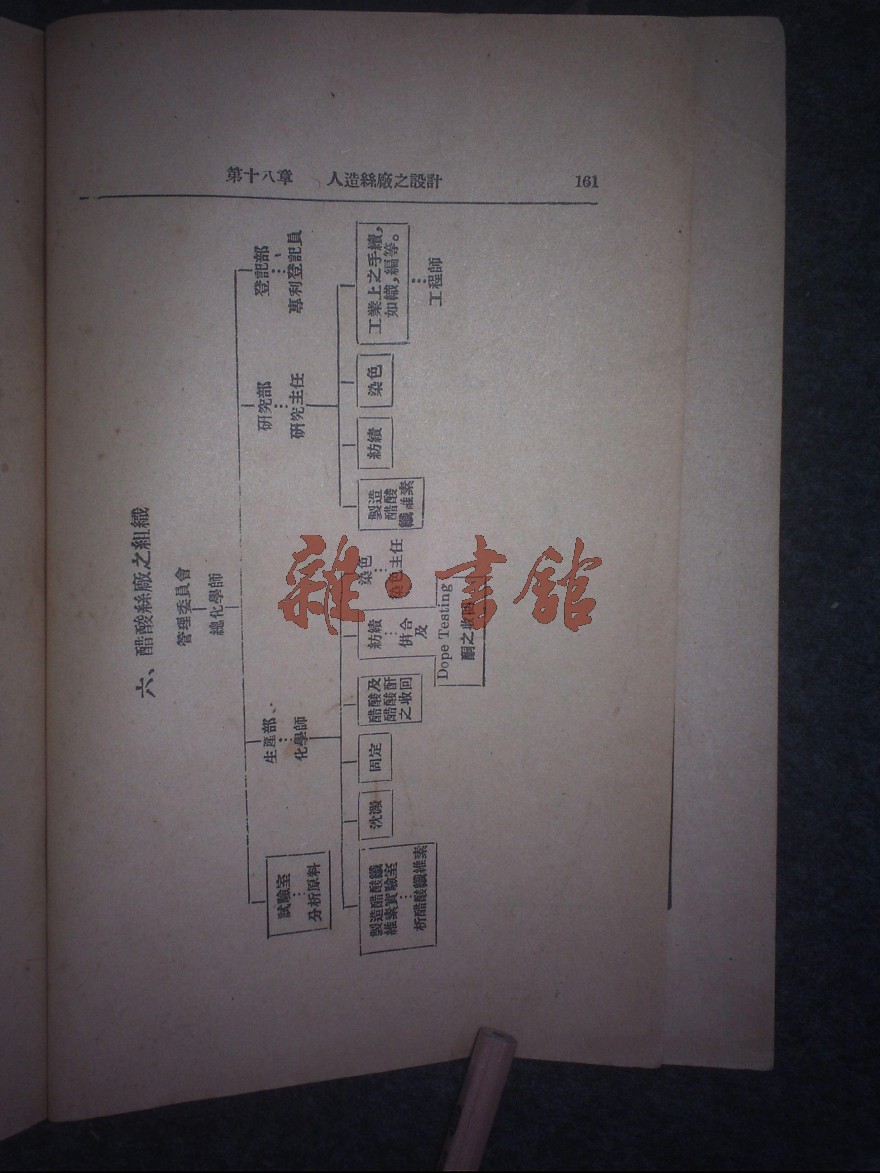 第十八章 人造絲廠之設計 161
六、醋酸絲廠之組織
管理委員會
總化學師
試驗室
分析原料
生產部
化學師
研究部
研究主任
登記部
專利登記員
製造醋酸纖
維素實驗室
析醋酸纖維素
沈澱
固定
醋酸及
醋酸酐
之收回
紡績
併合
及
Dope Testing
酮之收回
染色
染色主任
製造
醋酸
纖維素
紡績
染色
工業上之手續,
如織,編等。
工程師
雜·書館